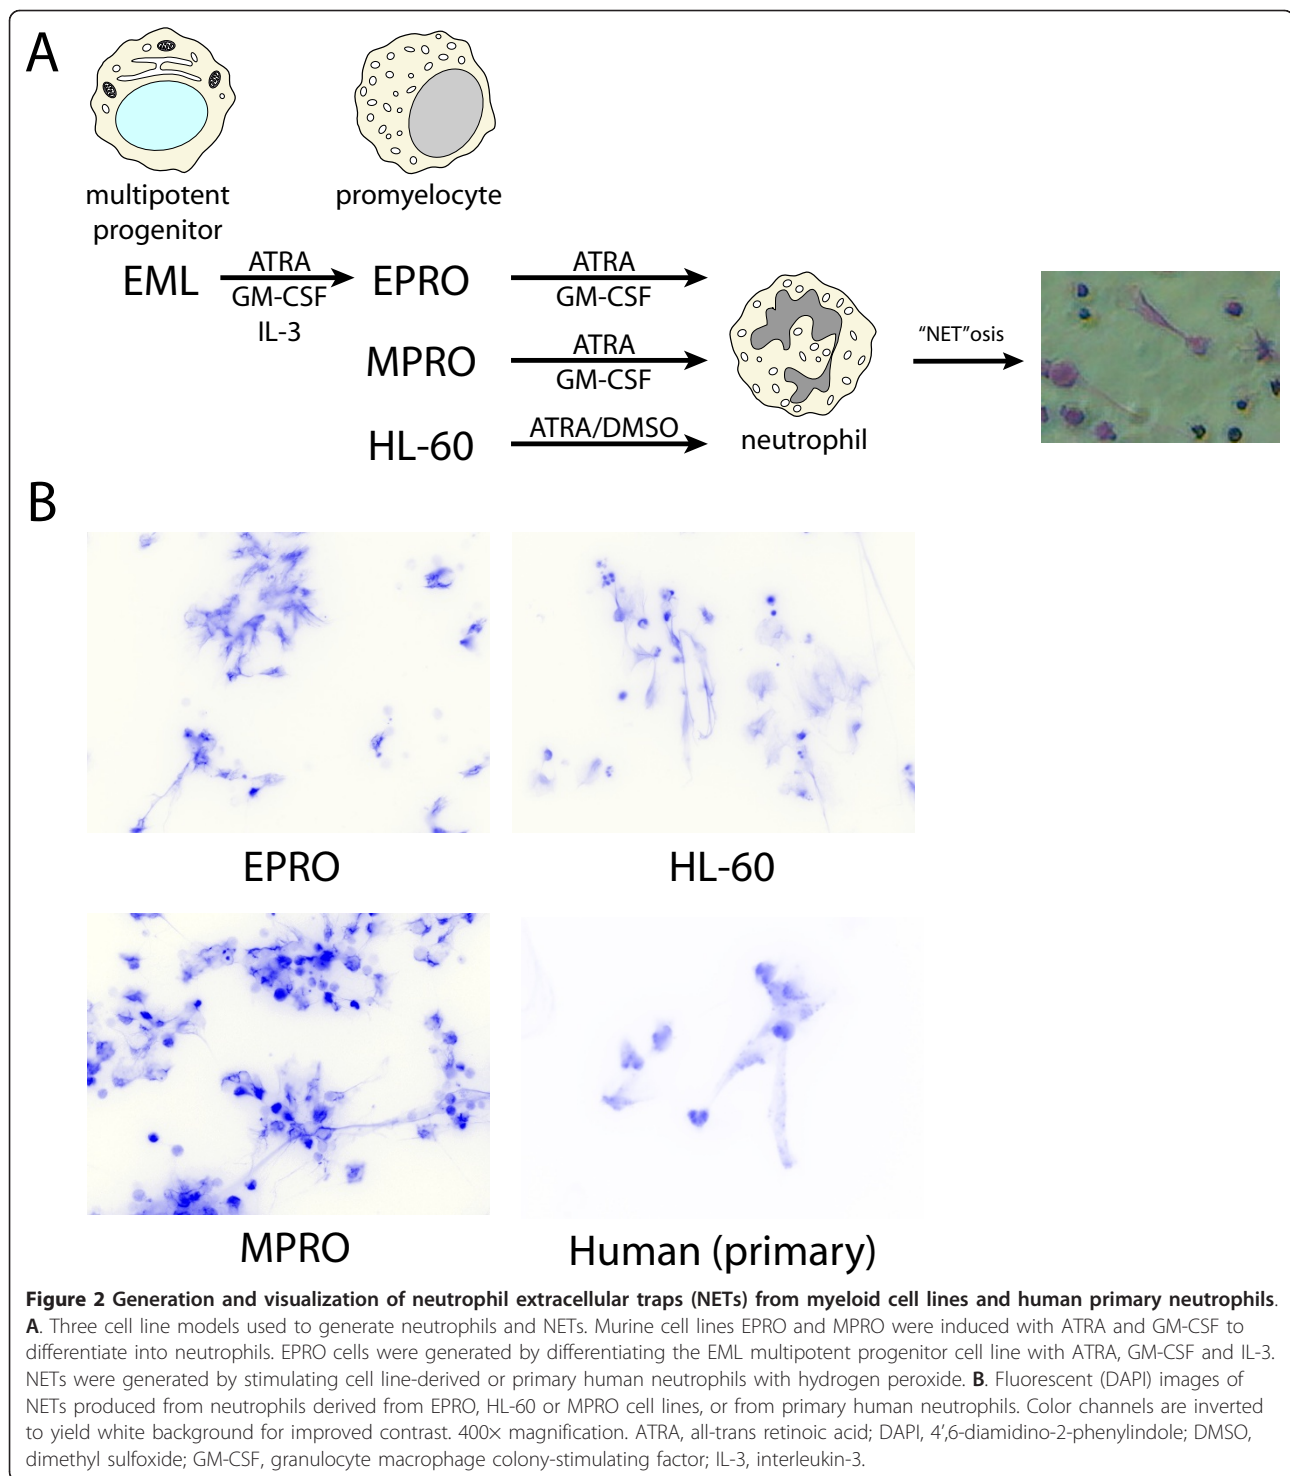 A
multipotent
progenitor
promyelocyte
EML
ATRA
GM-CSF
IL-3
EPRO
ATRA
GM-CSF
MPRO
ATRA
GM-CSF
HL-60
ATRA/DMSO
neutrophil
“NET”osis
B
EPRO
HL-60
MPRO
Human (primary)
Figure 2 Generation and visualization of neutrophil extracellular traps (NETs) from myeloid cell lines and human primary neutrophils.
A. Three cell line models used to generate neutrophils and NETs. Murine cell lines EPRO and MPRO were induced with ATRA and GM-CSF to
differentiate into neutrophils. EPRO cells were generated by differentiating the EML multipotent progenitor cell line with ATRA, GM-CSF and IL-3.
NETs were generated by stimulating cell line-derived or primary human neutrophils with hydrogen peroxide. B. Fluorescent (DAPI) images of
NETs produced from neutrophils derived from EPRO, HL-60 or MPRO cell lines, or from primary human neutrophils. Color channels are inverted
to yield white background for improved contrast. 400× magnification. ATRA, all-trans retinoic acid; DAPI, 4′,6-diamidino-2-phenylindole; DMSO,
dimethyl sulfoxide; GM-CSF, granulocyte macrophage colony-stimulating factor; IL-3, interleukin-3.